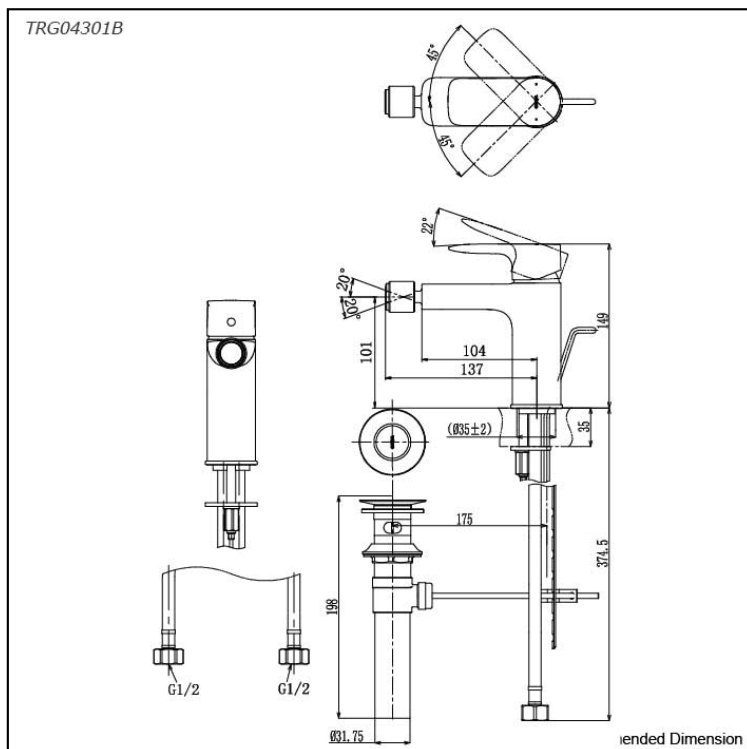 TRG04301B
45°
45°
22°
20°
20°
101
104
137
149
(Ø35±2)
35
175
198
374.5
G1/2
G1/2
Ø31.75
ended Dimension